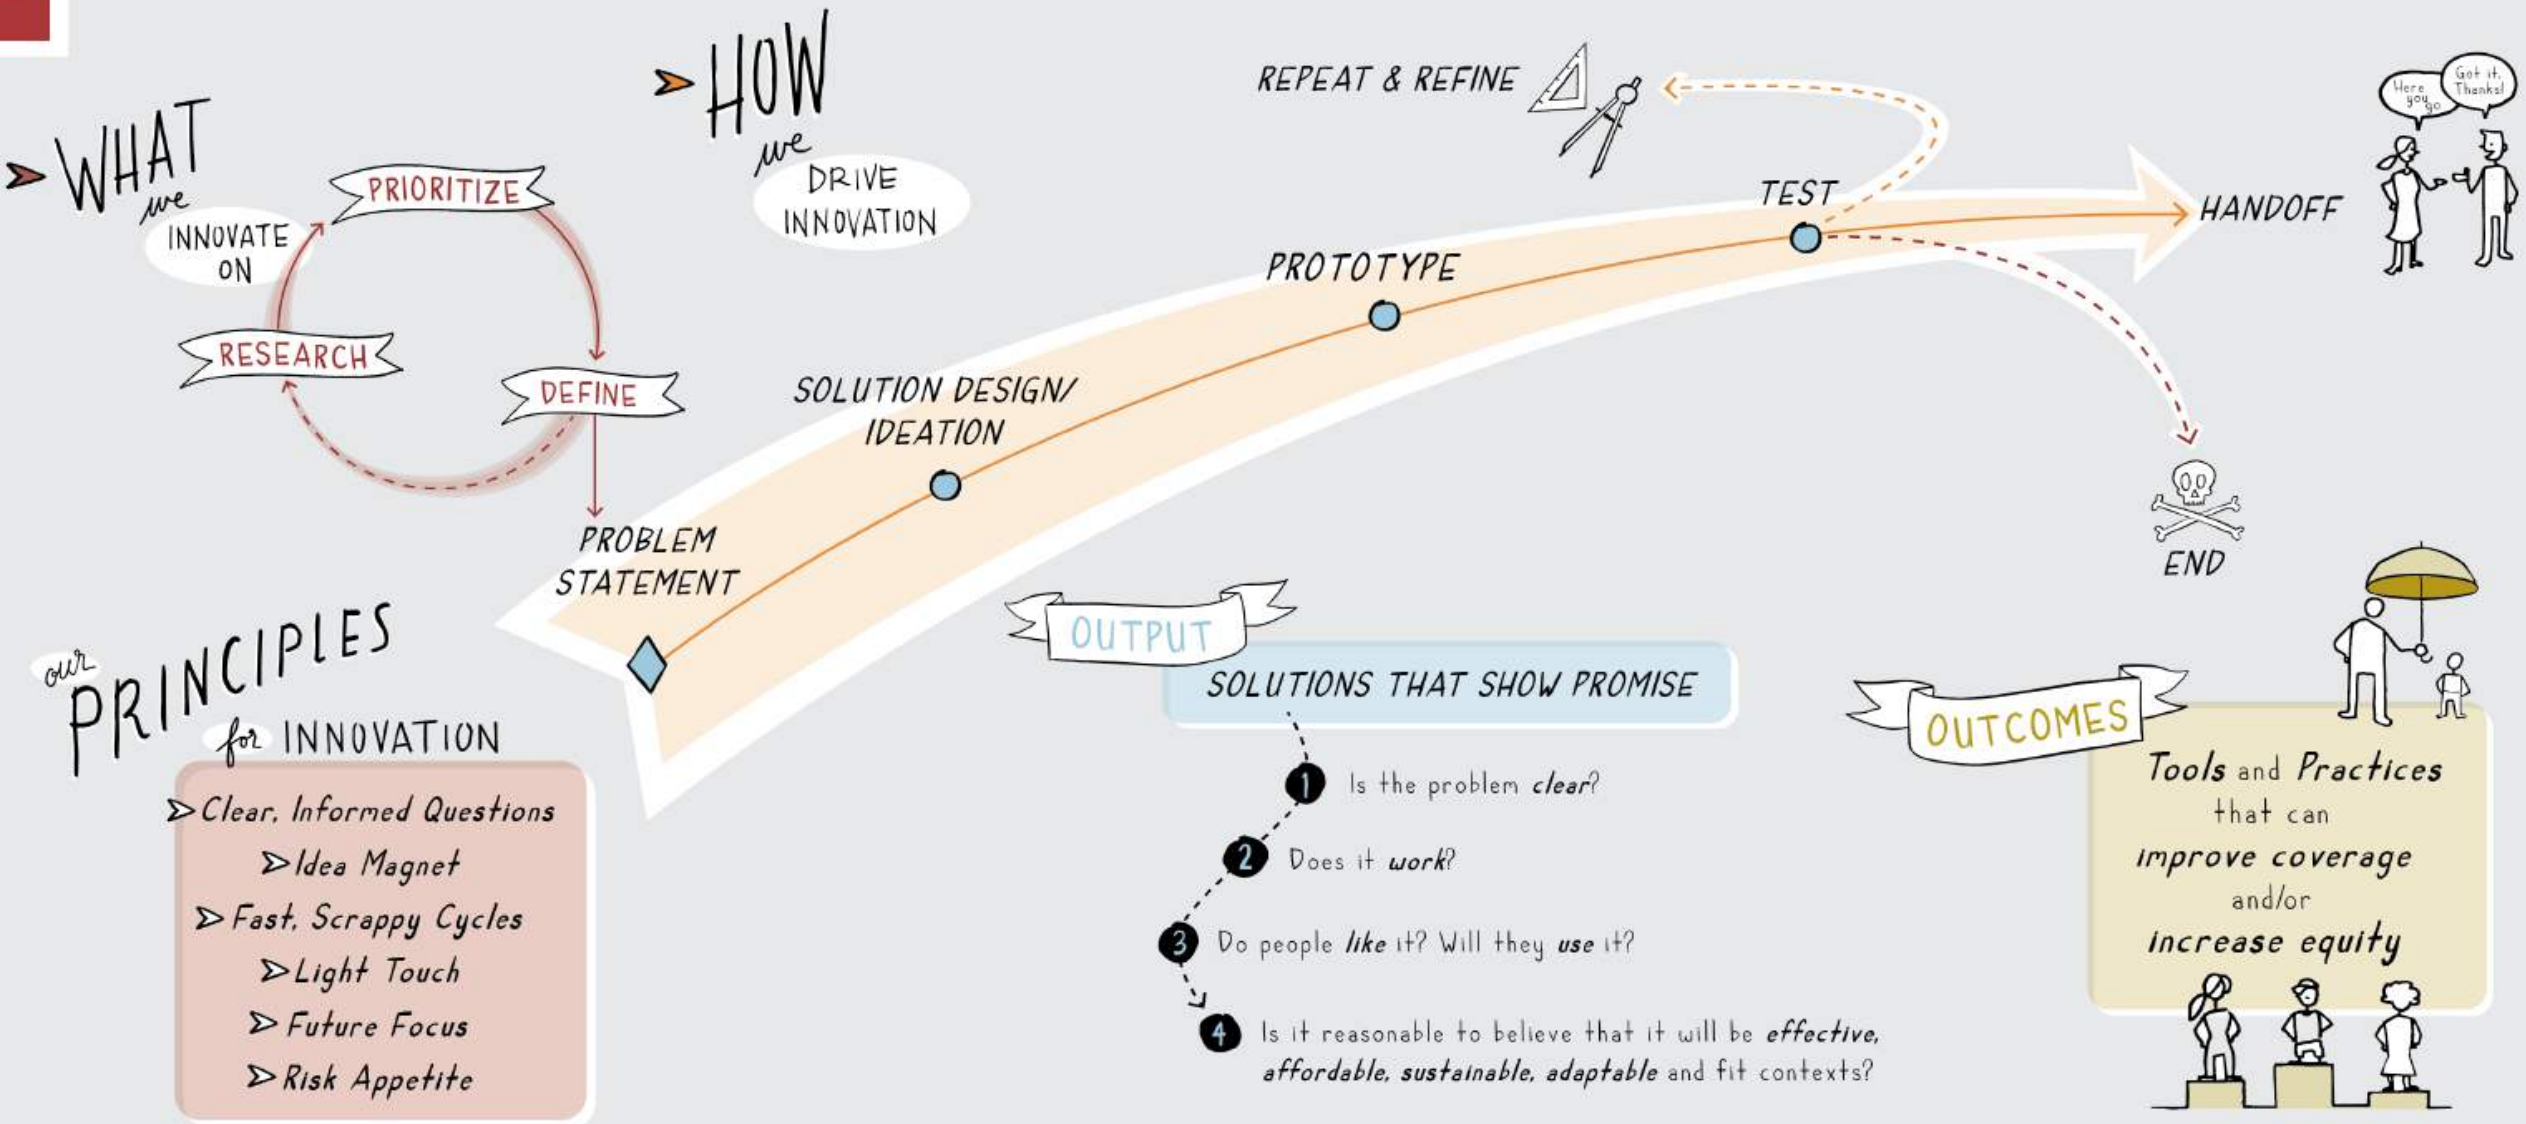 WHAT
we
INNOVATE
ON
PRIORITIZE
RESEARCH
DEFINE
HOW
we
DRIVE
INNOVATION
PROBLEM
STATEMENT
SOLUTION DESIGN/
IDEATION
PROTOTYPE
TEST
REPEAT & REFINE
HANDOFF
Here
you
go
Got it,
Thanks!
END
our
PRINCIPLES
for INNOVATION
Clear, Informed Questions
Idea Magnet
Fast, Scrappy Cycles
Light Touch
Future Focus
Risk Appetite
OUTPUT
SOLUTIONS THAT SHOW PROMISE
1 Is the problem clear?
2 Does it work?
3 Do people like it? Will they use it?
4 Is it reasonable to believe that it will be effective,
affordable, sustainable, adaptable and fit contexts?
OUTCOMES
Tools and Practices
that can
improve coverage
and/or
increase equity